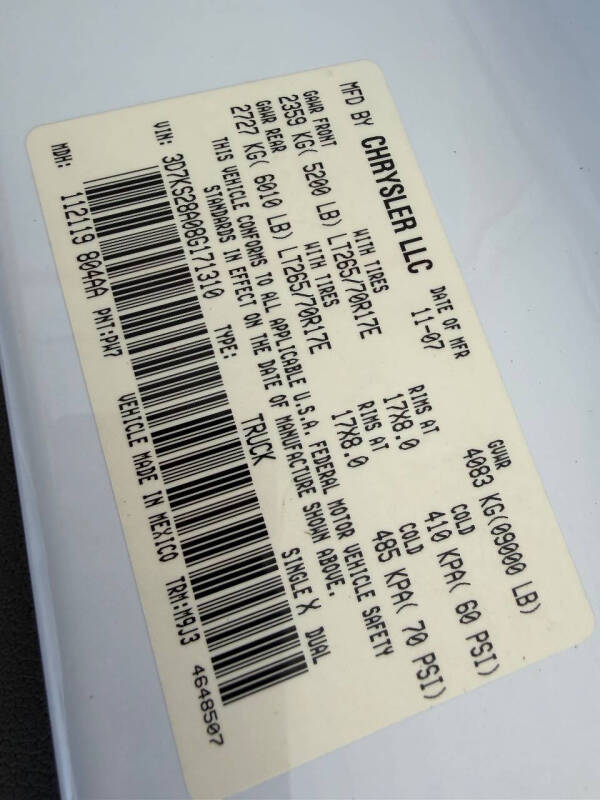 MFD BY CHRYSLER LLC DATE OF MFR 11-07 GVWR 4083 KG(09000 LB)
GAWR FRONT WITH TIRES RIMS AT COLD
2359 KG( 5200 LB) LT265/70R17E 17X8.0 410 KPA( 60 PSI)
GAWR REAR WITH TIRES RIMS AT COLD
2727 KG( 6010 LB) LT265/70R17E 17X8.0 485 KPA( 70 PSI)
THIS VEHICLE CONFORMS TO ALL APPLICABLE U.S.A. FEDERAL MOTOR VEHICLE SAFETY
STANDARDS IN EFFECT ON THE DATE OF MANUFACTURE SHOWN ABOVE.
VIN: 3D7KS28A08G171310 TYPE: TRUCK SINGLE X DUAL
MDH: 112119 804AA PNT:PW7 VEHICLE MADE IN MEXICO TRM:M9J3 4648507